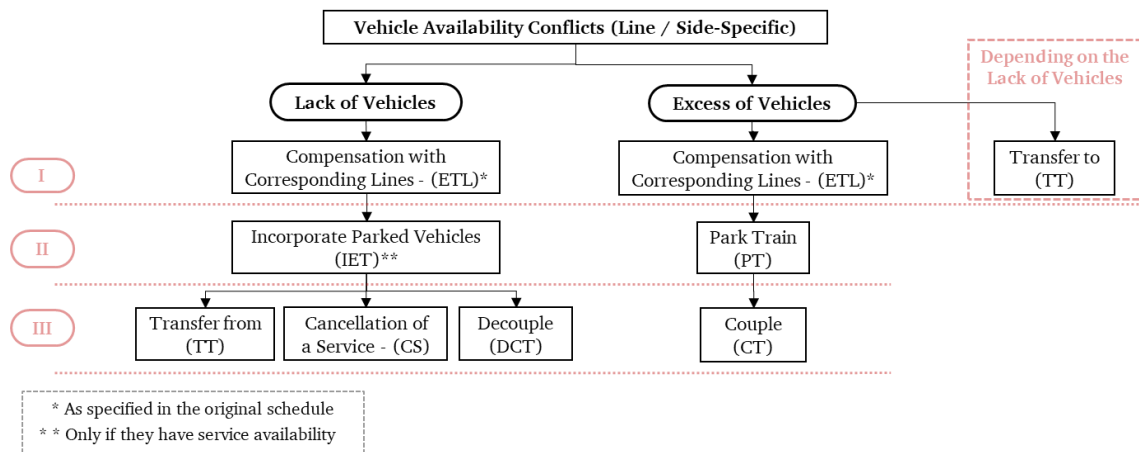 Vehicle Availability Conflicts (Line / Side-Specific)
Depending on the
Lack of Vehicles
Lack of Vehicles
Excess of Vehicles
I
Compensation with
Corresponding Lines - (ETL)*
Compensation with
Corresponding Lines - (ETL)*
Transfer to
(TT)
II
Incorporate Parked Vehicles
(IET)**
Park Train
(PT)
III
Transfer from
(TT)
Cancellation of
a Service - (CS)
Decouple
(DCT)
Couple
(CT)
* As specified in the original schedule
* * Only if they have service availability